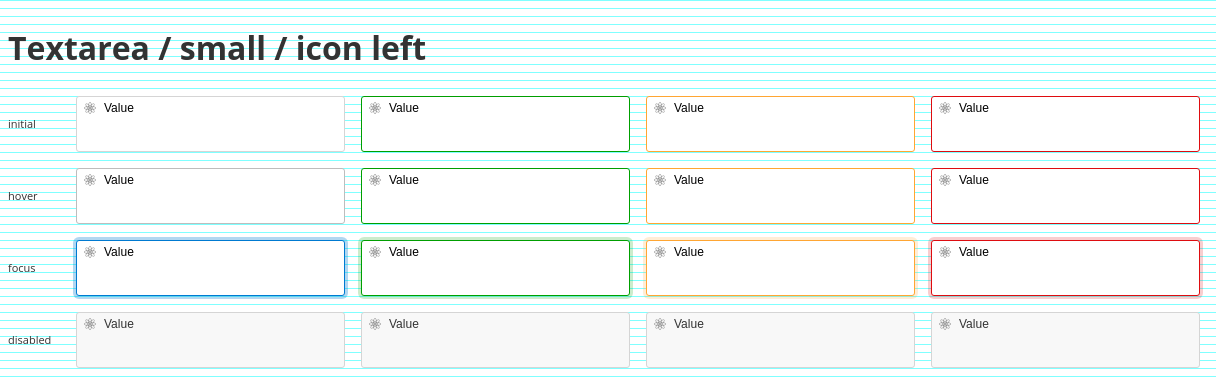 Textarea / small / icon left
initial Value Value Value Value
hover Value Value Value Value
focus Value Value Value Value
disabled Value Value Value Value